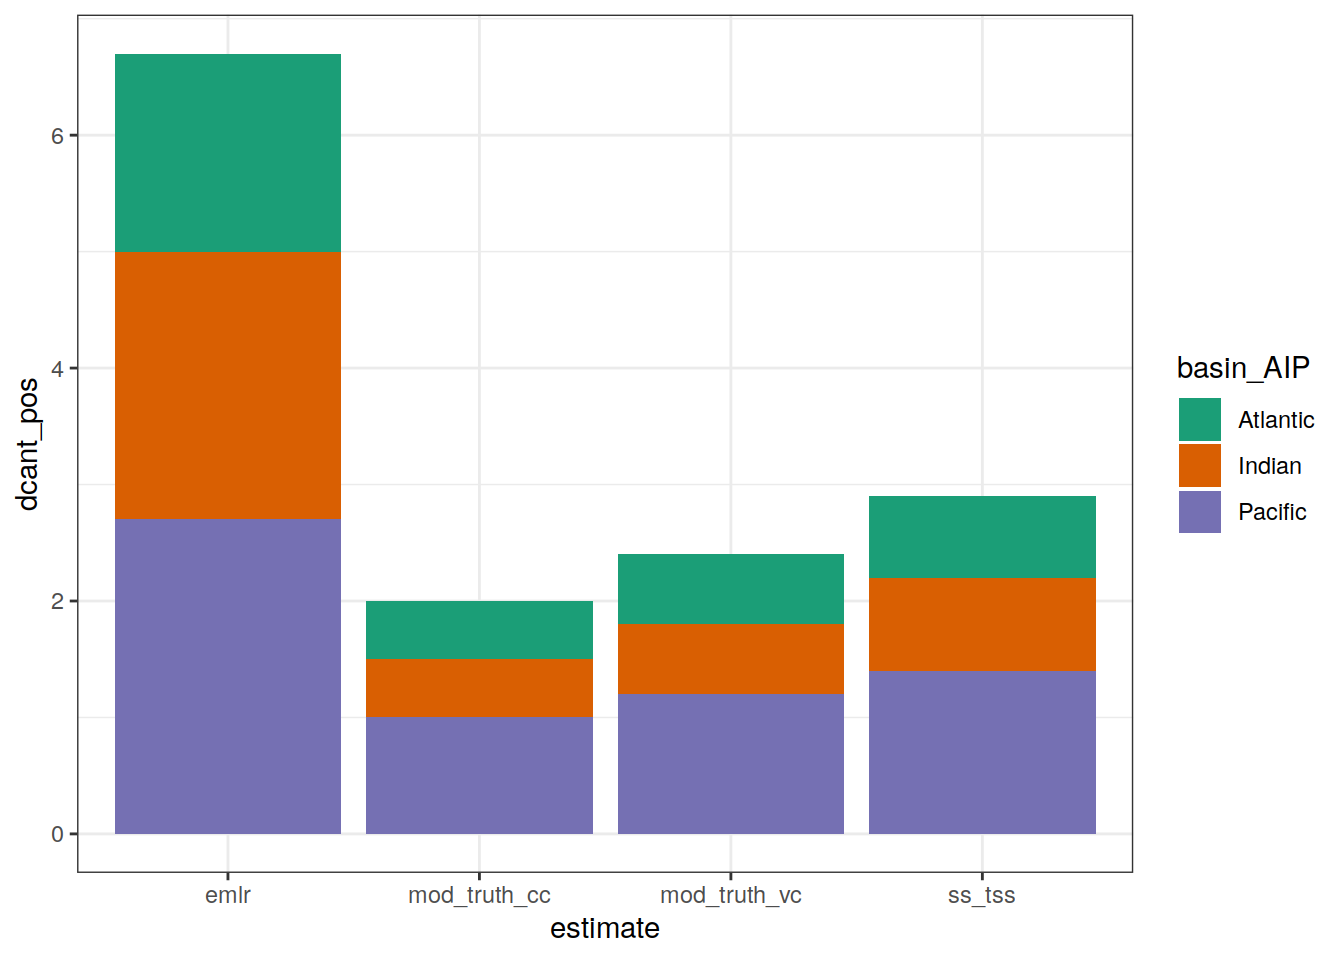 dcant_pos
6
4
2
0
emlr
mod_truth_cc
mod_truth_vc
ss_tss
estimate
basin_AIP
Atlantic
Indian
Pacific